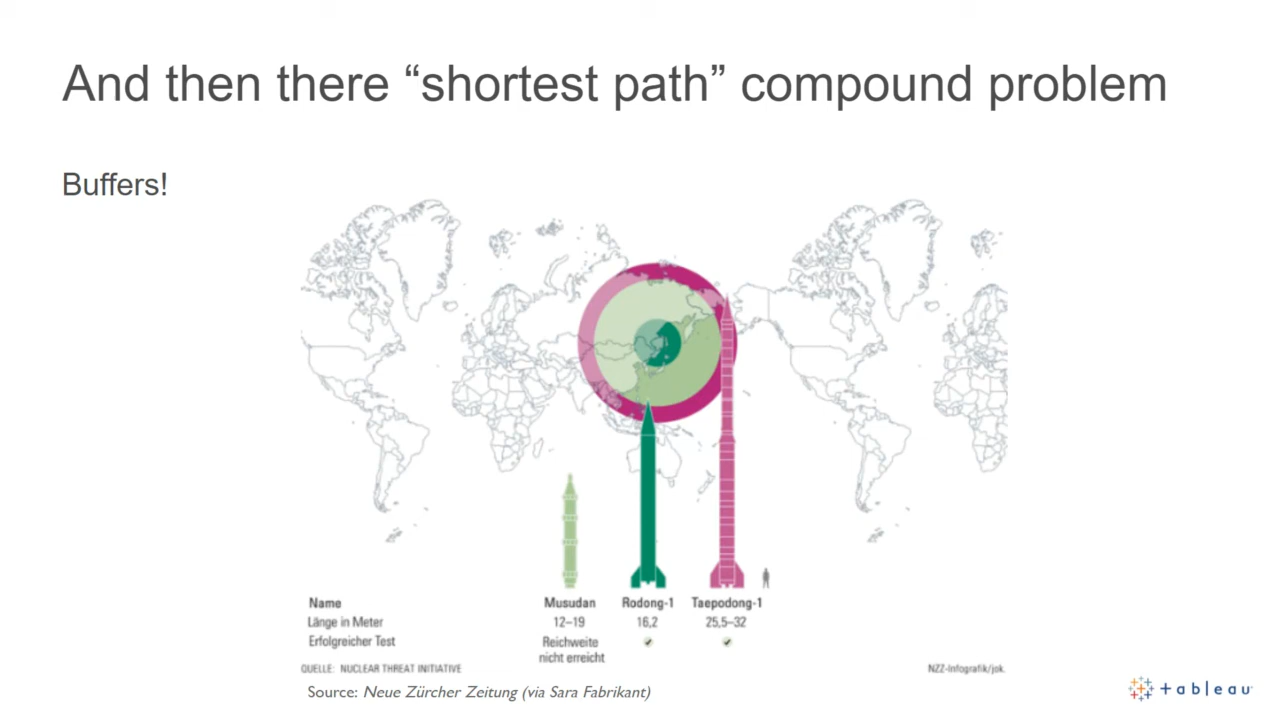 And then there “shortest path” compound problem
Buffers!
Name Musudan Rodong-1 Taepodong-1
Länge in Meter 12–19 16,2 25,5–32
Erfolgreicher Test Reichweite
nicht erreicht
QUELLE: NUCLEAR THREAT INITIATIVE NZZ-Infografik/jok.
Source: Neue Zürcher Zeitung (via Sara Fabrikant)
+ableau